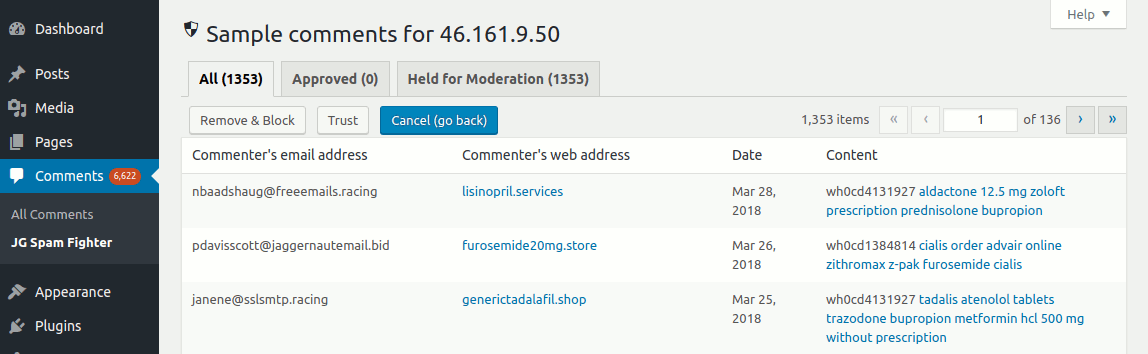 Dashboard
Posts
Media
Pages
Comments 6,622
All Comments
JG Spam Fighter
Appearance
Plugins
Help
Sample comments for 46.161.9.50
All (1353) Approved (0) Held for Moderation (1353)
Remove & Block Trust Cancel (go back) 1,353 items « ‹ 1 of 136 › »
Commenter's email address Commenter's web address Date Content
nbaadshaug@freeemails.racing lisinopril.services Mar 28, wh0cd4131927 aldactone 12.5 mg zoloft
2018 prescription prednisolone bupropion
pdavisscott@jaggernautemail.bid furosemide20mg.store Mar 26, wh0cd1384814 cialis order advair online
2018 zithromax z-pak furosemide cialis
janene@sslsmtp.racing generictadalafil.shop Mar 25, wh0cd4131927 tadalis atenolol tablets
2018 trazodone bupropion metformin hcl 500 mg
without prescription